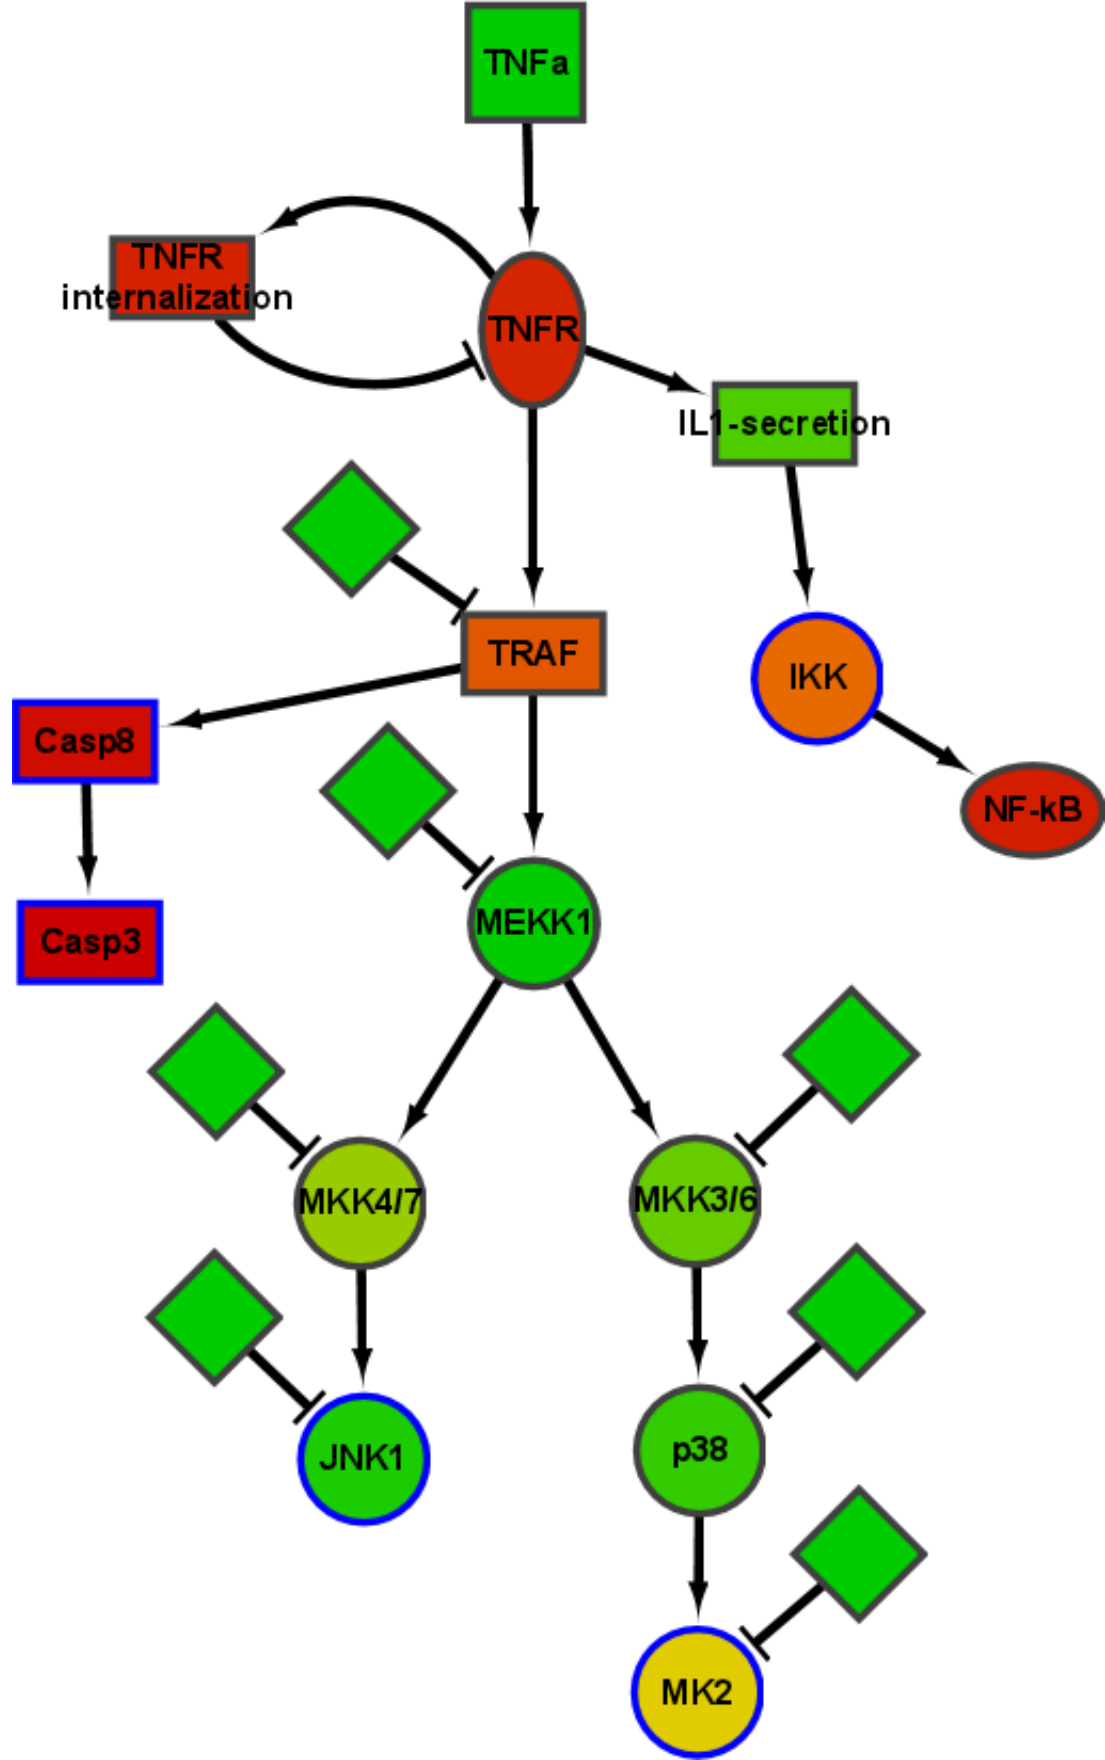 TNFa
TNFR
internalization
TNFR
IL1-secretion
TRAF
IKK
Casp8
NF-kB
MEKK1
Casp3
MKK4/7
MKK3/6
JNK1
p38
MK2